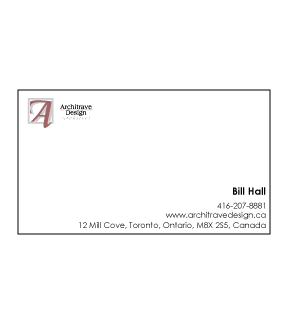 A
Architrave
Design
Bill Hall
416-207-8881
www.architravedesign.ca
12 Mill Cove, Toronto, Ontario, M8X 2S5, Canada